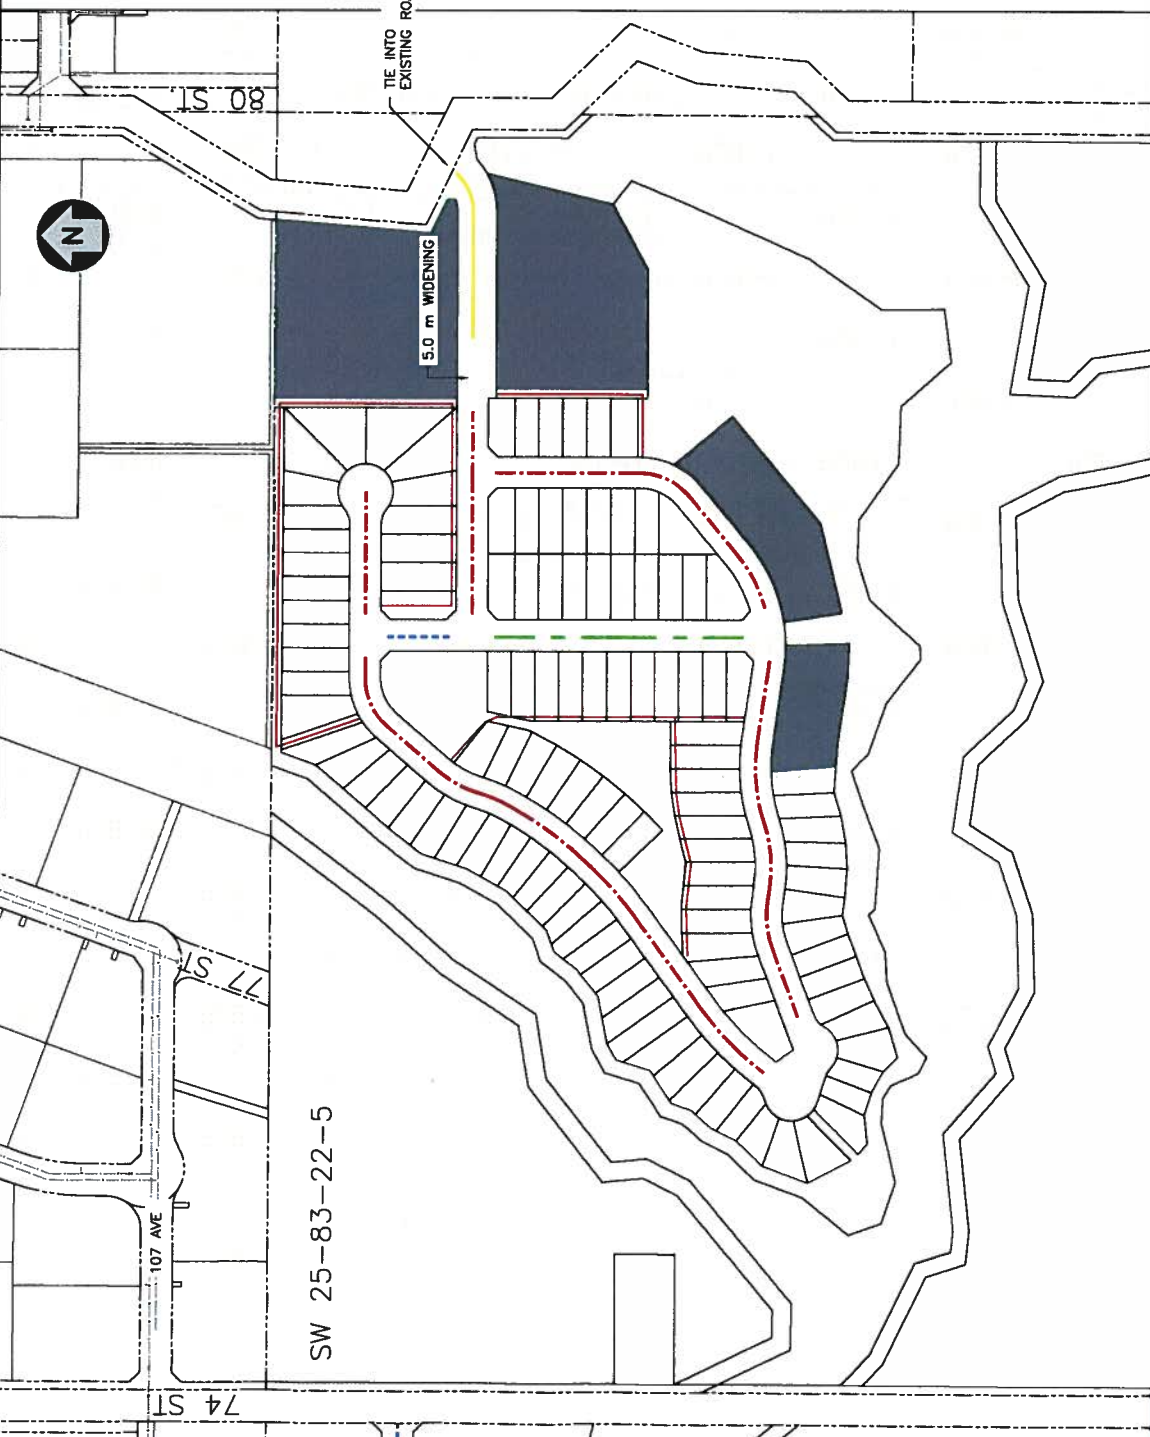 80 ST.
TIE INTO
EXISTING
N
5.0 m WIDENING
77 ST
SW 25-83-22-5
107 AVE
74 ST